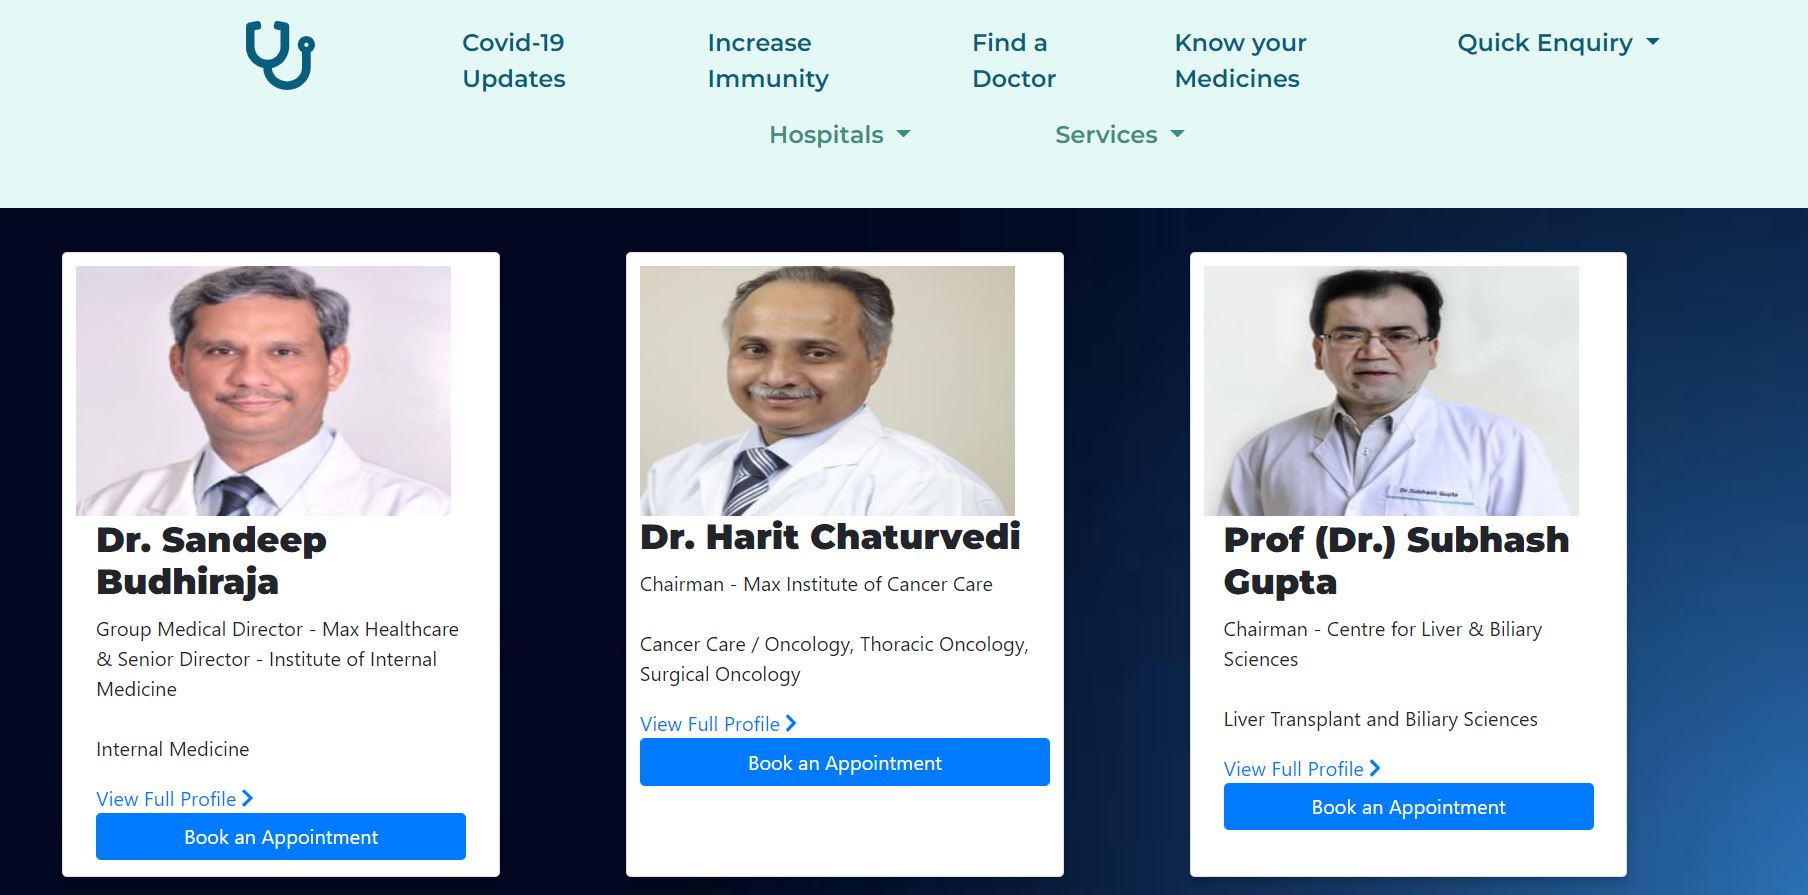 Covid-19
Updates
Increase
Immunity
Find a
Doctor
Know your
Medicines
Quick Enquiry
Hospitals
Services
Dr. Sandeep
Budhiraja
Group Medical Director - Max Healthcare
& Senior Director - Institute of Internal
Medicine
Internal Medicine
View Full Profile
Book an Appointment
Dr. Harit Chaturvedi
Chairman - Max Institute of Cancer Care
Cancer Care / Oncology, Thoracic Oncology,
Surgical Oncology
View Full Profile
Book an Appointment
Dr. Subhash Gupta
Prof (Dr.) Subhash
Gupta
Chairman - Centre for Liver & Biliary
Sciences
Liver Transplant and Biliary Sciences
View Full Profile
Book an Appointment